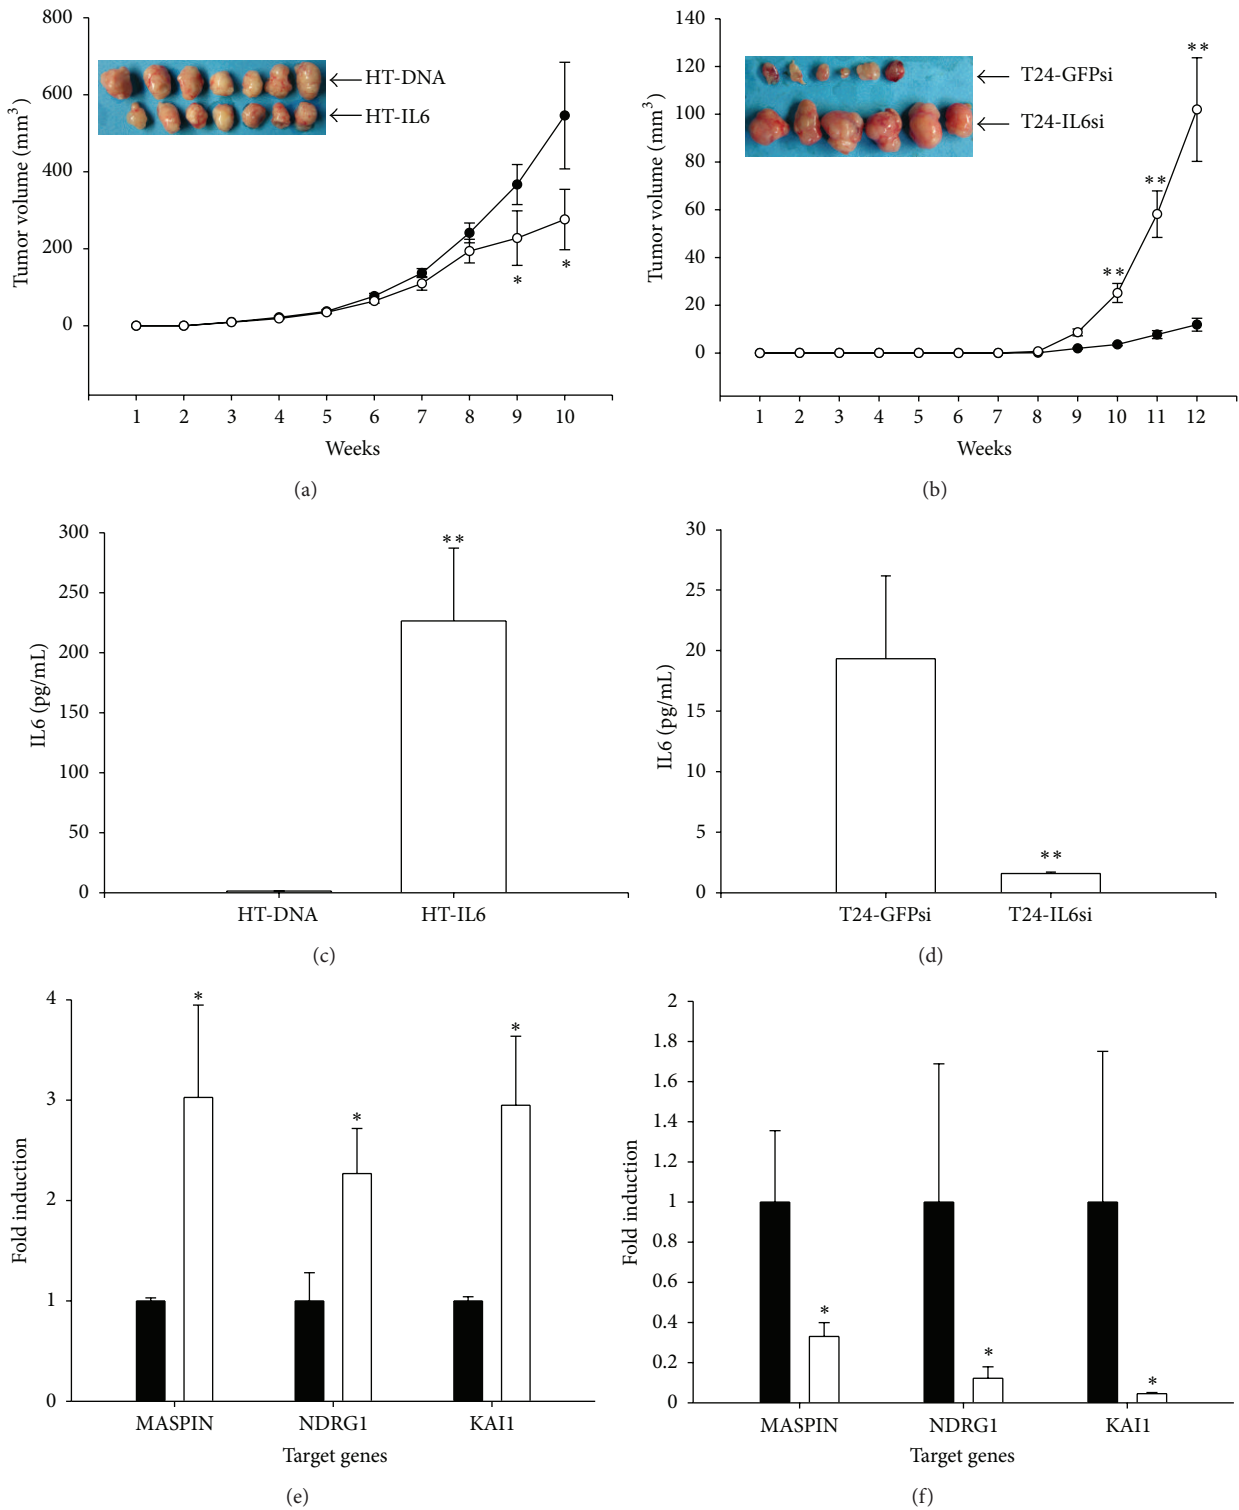 800
600
400
200
0
Tumor volume (mm³)
HT-DNA
HT-IL6
*
*
1 2 3 4 5 6 7 8 9 10
Weeks
(a)
140
120
100
80
60
40
20
0
Tumor volume (mm³)
T24-GFPsi
T24-IL6si
**
**
**
**
1 2 3 4 5 6 7 8 9 10 11 12
Weeks
(b)
300
250
200
150
100
50
0
IL6 (pg/mL)
**
HT-DNA HT-IL6
(c)
30
25
20
15
10
5
0
IL6 (pg/mL)
**
T24-GFPsi T24-IL6si
(d)
4
3
2
1
0
Fold induction
*
*
*
MASPIN NDRG1 KAI1
Target genes
(e)
2
1.8
1.6
1.4
1.2
1
0.8
0.6
0.4
0.2
0
Fold induction
*
*
*
MASPIN NDRG1 KAI1
Target genes
(f)